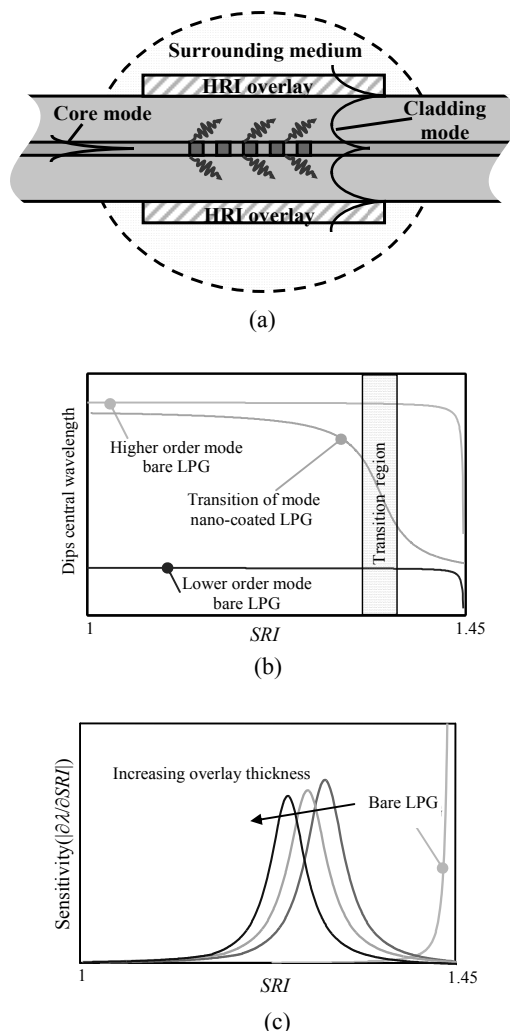 Surrounding medium
HRI overlay
Core mode
Cladding
mode
HRI overlay
(a)
Dips central wavelength
Higher order mode
bare LPG
Transition of mode
nano-coated LPG
Transition region
Lower order mode
bare LPG
1
SRI
1.45
(b)
Sensitivity(|∂λ/∂SRI|)
Increasing overlay thickness
Bare LPG
1
SRI
1.45
(c)